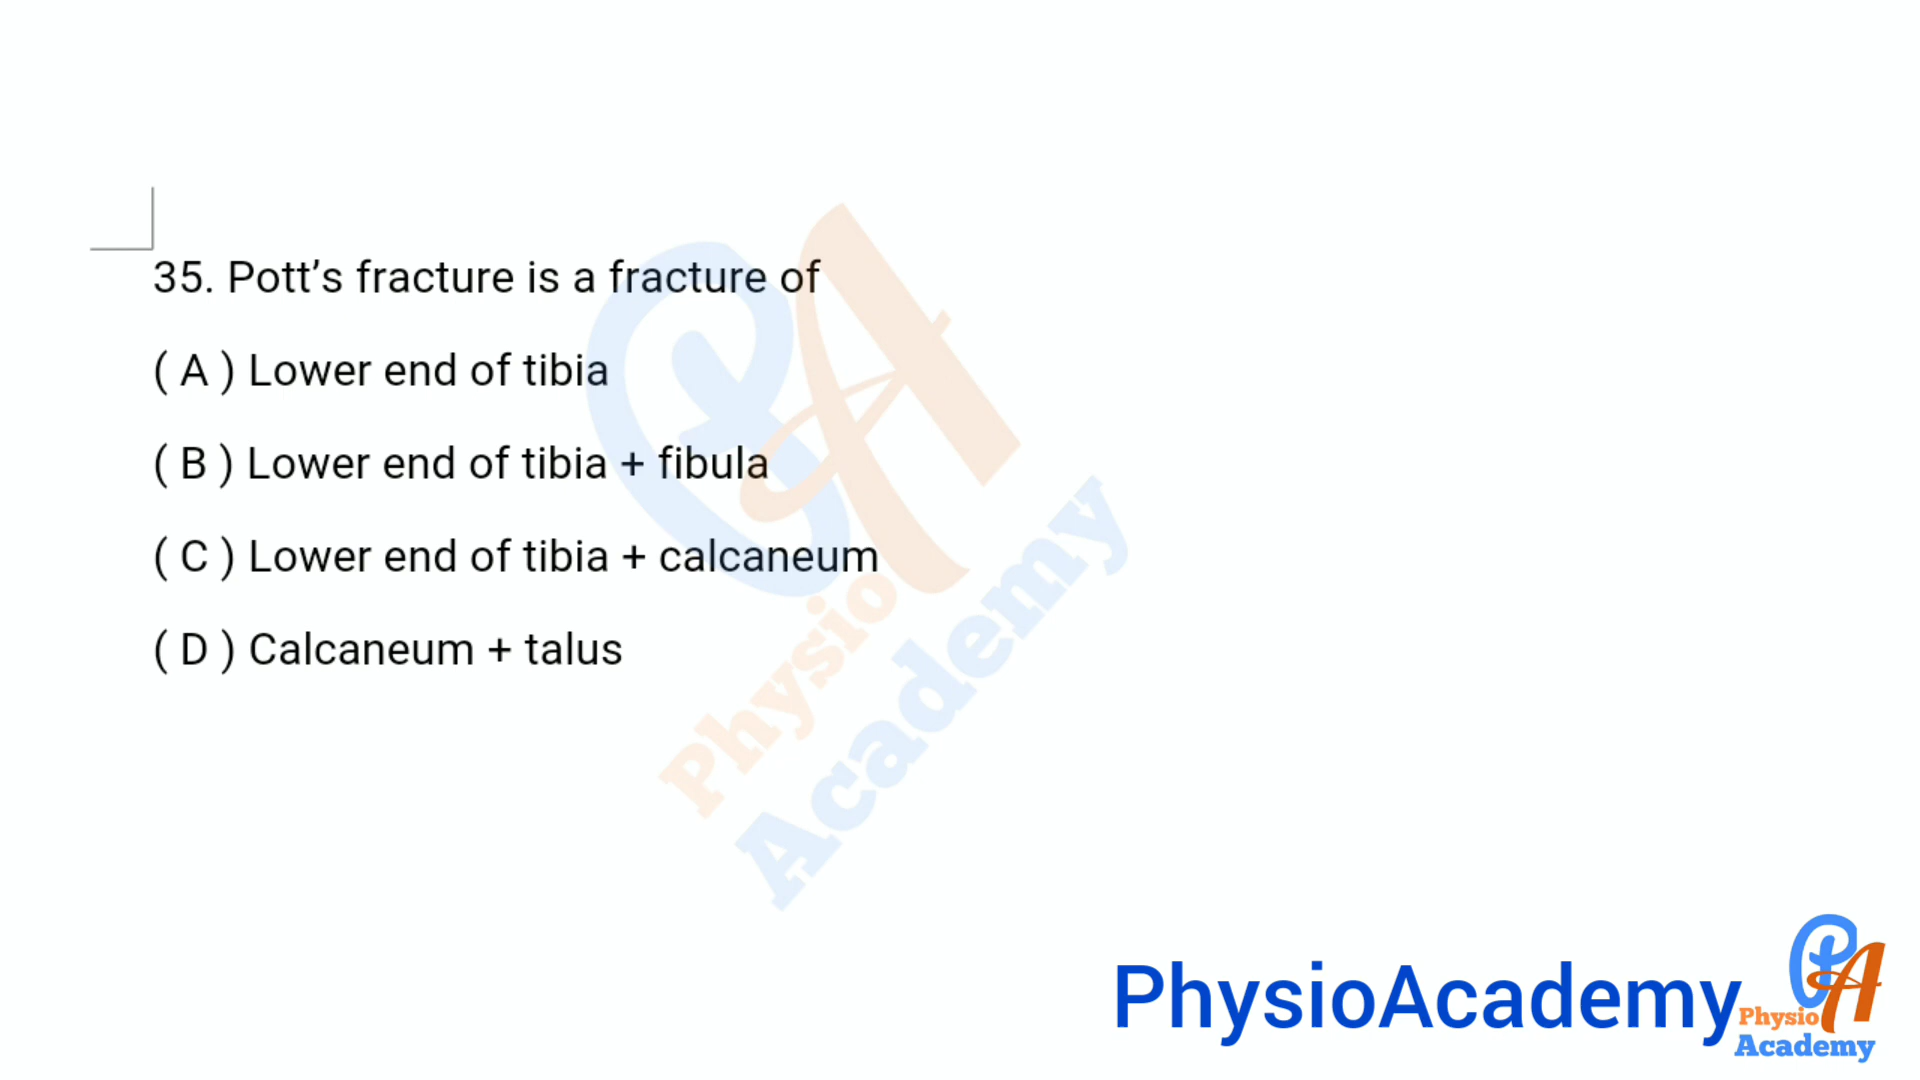 35. Pott’s fracture is a fracture of
( A ) Lower end of tibia
( B ) Lower end of tibia + fibula
( C ) Lower end of tibia + calcaneum
( D ) Calcaneum + talus
Physio
Academy
PhysioAcademy
Physio
Academy